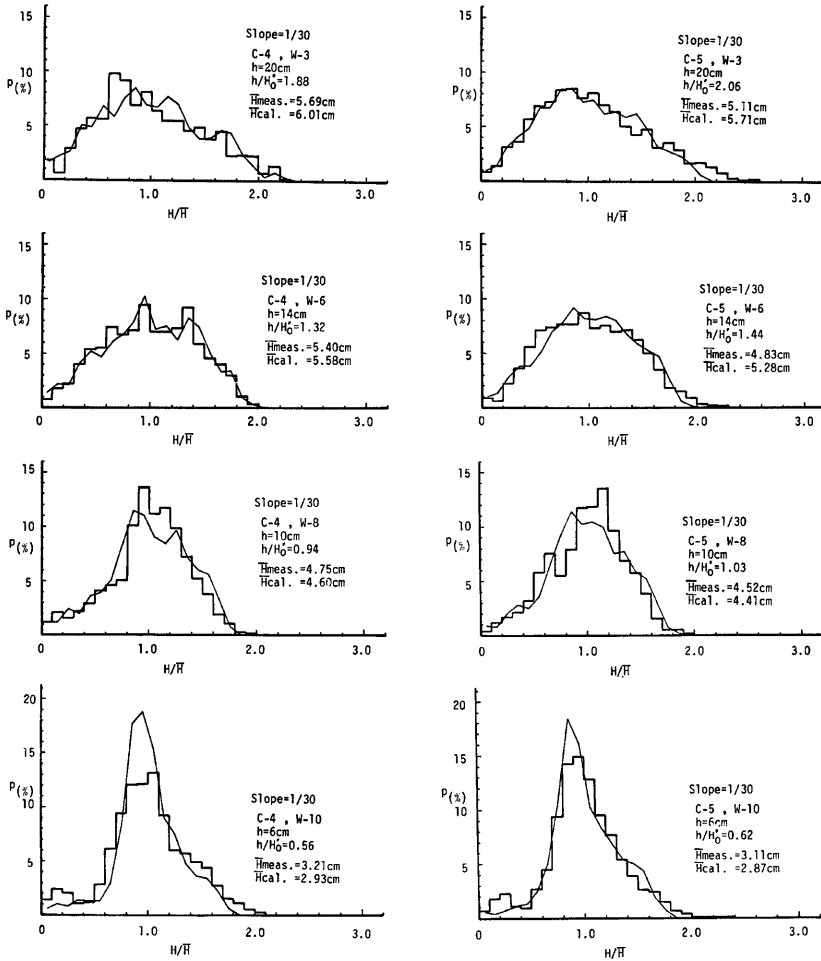 15
10
5
P(%)
Slope=1/30
C-4 , W-3
h=20cm
h/H₀'=1.88
H̅meas.=5.69cm
H̅cal. =6.01cm
0
1.0
2.0
3.0
H/H̅
15
10
5
P(%)
Slope=1/30
C-5 , W-3
h=20cm
h/H₀'=2.06
H̅meas.=5.11cm
H̅cal. =5.71cm
0
1.0
2.0
3.0
H/H̅
15
10
5
P(%)
Slope=1/30
C-4 , W-6
h=14cm
h/H₀'=1.32
H̅meas.=5.40cm
H̅cal. =5.58cm
0
1.0
2.0
3.0
H/H̅
15
10
5
P(%)
Slope=1/30
C-5 , W-6
h=14cm
h/H₀'=1.44
H̅meas.=4.83cm
H̅cal. =5.28cm
0
1.0
2.0
3.0
H/H̅
15
10
5
P(%)
Slope=1/30
C-4 , W-8
h=10cm
h/H₀'=0.94
H̅meas.=4.75cm
H̅cal. =4.60cm
0
1.0
2.0
3.0
H/H̅
15
10
5
P(%)
Slope=1/30
C-5 , W-8
h=10cm
h/H₀'=1.03
H̅meas.=4.52cm
H̅cal. =4.41cm
0
1.0
2.0
3.0
H/H̅
20
15
10
5
P(%)
Slope=1/30
C-4 , W-10
h=6cm
h/H₀'=0.56
H̅meas.=3.21cm
H̅cal. =2.93cm
0
1.0
2.0
3.0
H/H̅
20
15
10
5
P(%)
Slope=1/30
C-5 , W-10
h=6cm
h/H₀'=0.62
H̅meas.=3.11cm
H̅cal. =2.87cm
0
1.0
2.0
3.0
H/H̅